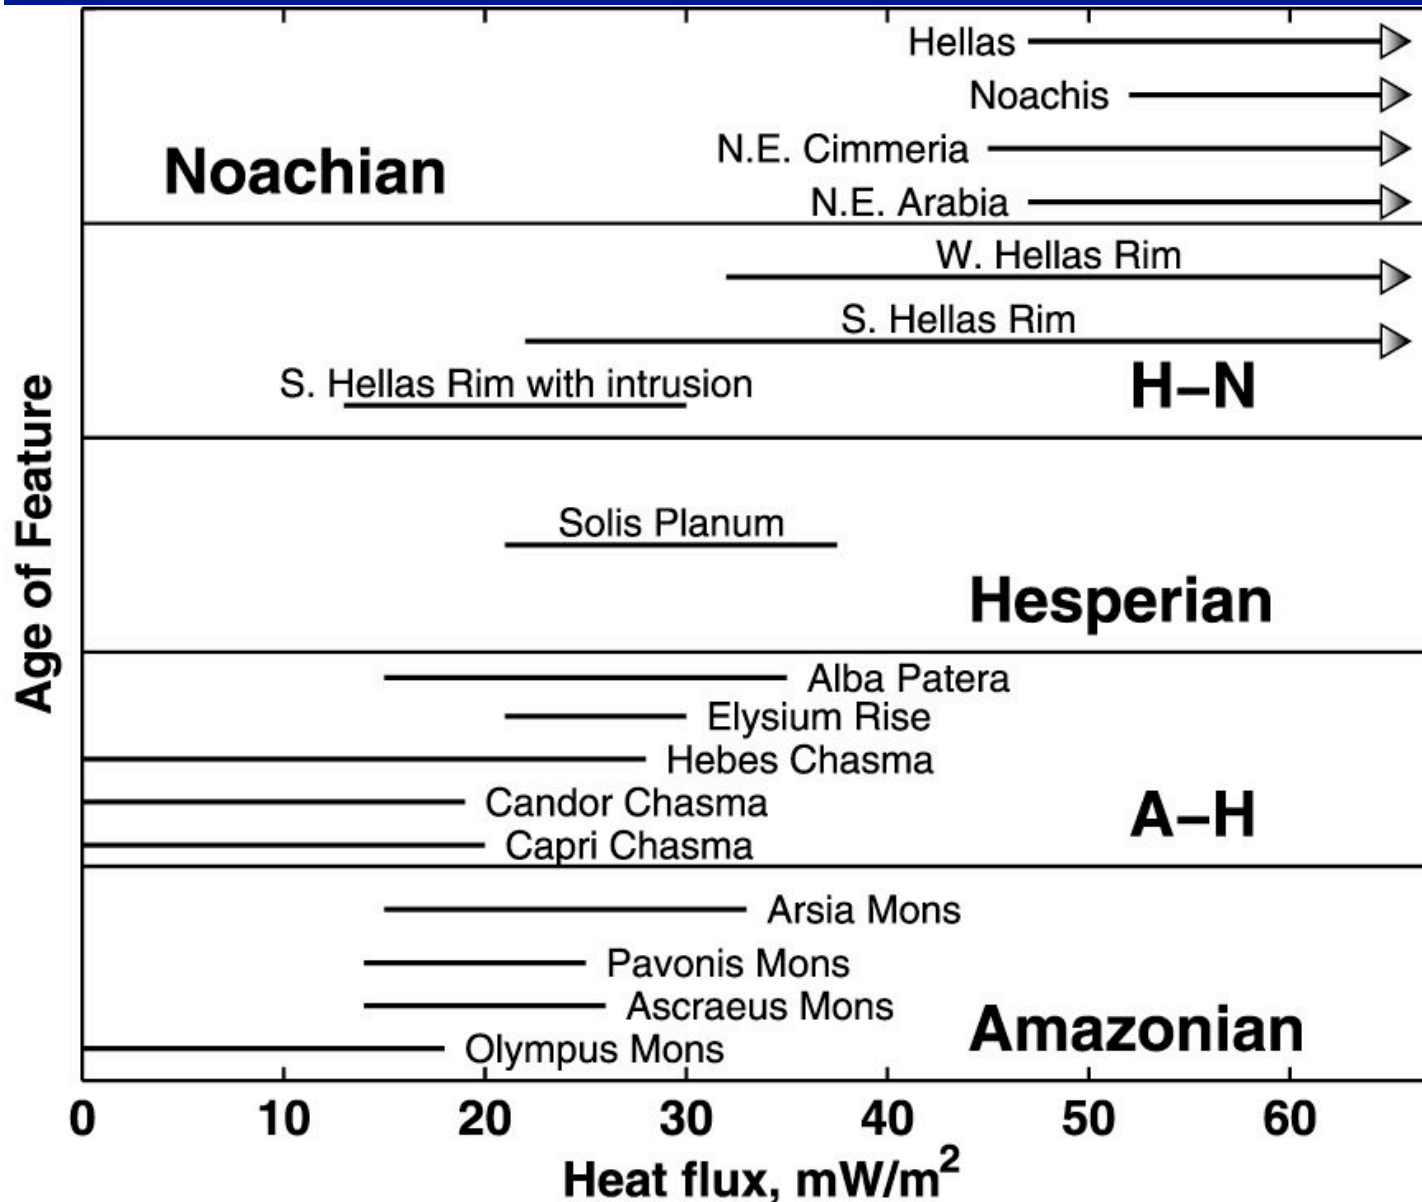 Hellas
Noachis
N.E. Cimmeria
Noachian
N.E. Arabia
W. Hellas Rim
S. Hellas Rim
S. Hellas Rim with intrusion
H–N
Solis Planum
Hesperian
Alba Patera
Elysium Rise
Hebes Chasma
Candor Chasma
A–H
Capri Chasma
Arsia Mons
Pavonis Mons
Ascraeus Mons
Amazonian
Olympus Mons
Age of Feature
0 10 20 30 40 50 60
Heat flux, mW/m²